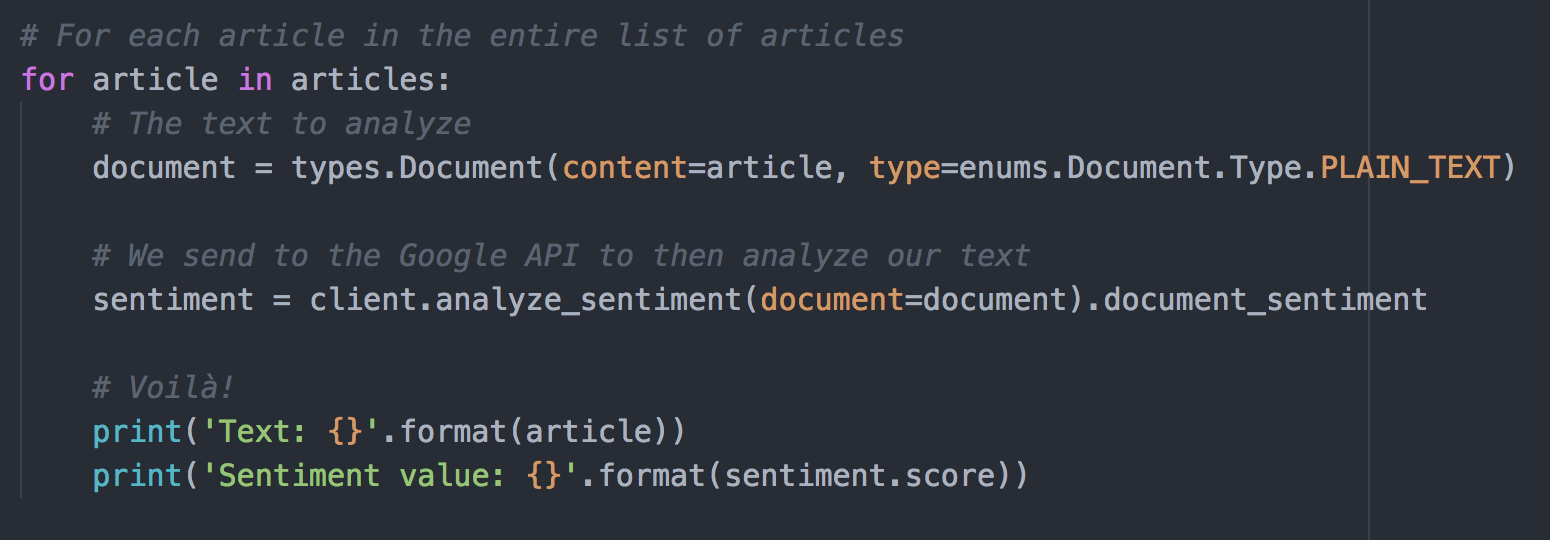 # For each article in the entire list of articles
for article in articles:
    # The text to analyze
    document = types.Document(content=article, type=enums.Document.Type.PLAIN_TEXT)

    # We send to the Google API to then analyze our text
    sentiment = client.analyze_sentiment(document=document).document_sentiment

    # Voilà!
    print('Text: {}'.format(article))
    print('Sentiment value: {}'.format(sentiment.score))